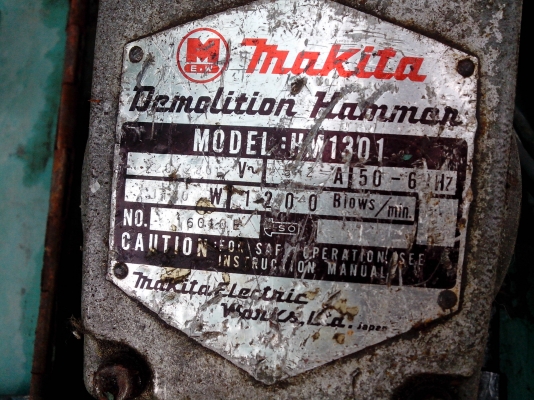 M
E.W
makita
Demolition Hammer
MODEL:HM1301
V~ A 50-6 Hz
W 1200 Blows/min.
NO. 16010E
CAUTION :FOR SAFE OPERATION, SEE
INSTRUCTION MANUAL
Makita Electric
Works, Ltd. Japan